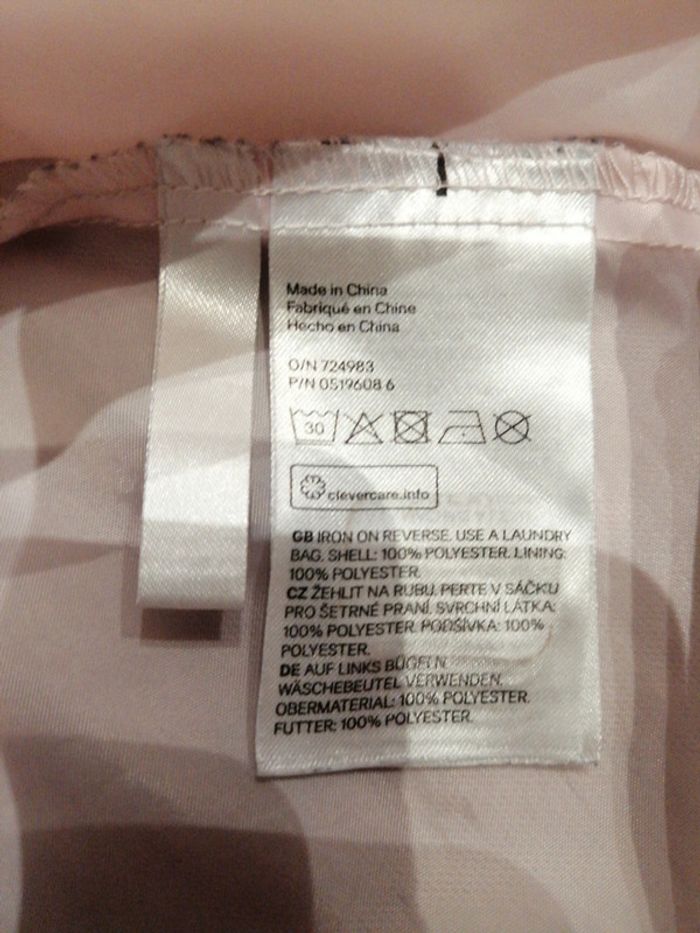 Made in China
Fabriqué en Chine
Hecho en China
O/N 724983
P/N 0519608 6
30
clevercare.info
GB IRON ON REVERSE. USE A LAUNDRY
BAG. SHELL: 100% POLYESTER. LINING:
100% POLYESTER.
CZ ŽEHLIT NA RUBU. PERTE V SÁČKU
PRO ŠETRNÉ PRANÍ. SVRCHNÍ LÁTKA:
100% POLYESTER. PODŠÍVKA: 100%
POLYESTER.
DE AUF LINKS BÜGELN.
WÄSCHEBEUTEL VERWENDEN.
OBERMATERIAL: 100% POLYESTER.
FUTTER: 100% POLYESTER.